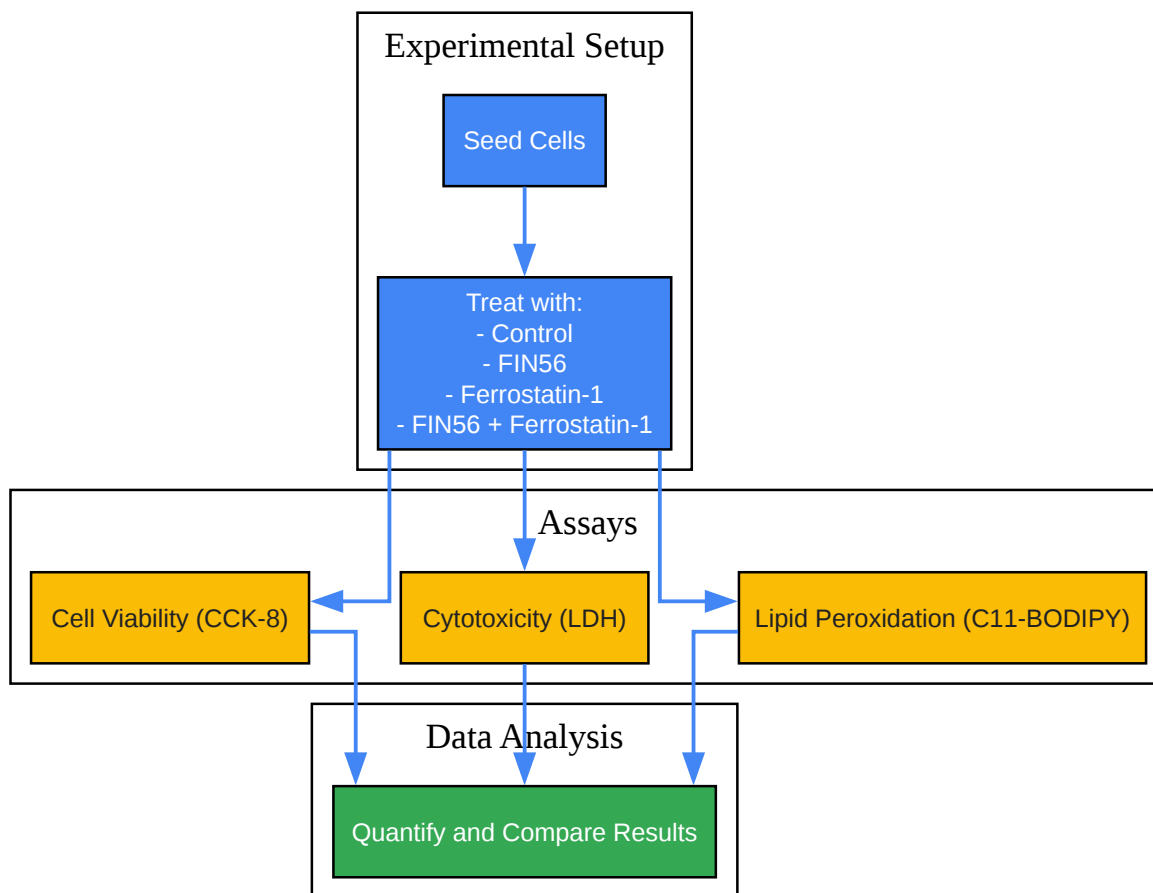 Experimental Setup
Seed Cells
Treat with:
- Control
- FIN56
- Ferrostatin-1
- FIN56 + Ferrostatin-1
Assays
Cell Viability (CCK-8)
Cytotoxicity (LDH)
Lipid Peroxidation (C11-BODIPY)
Data Analysis
Quantify and Compare Results